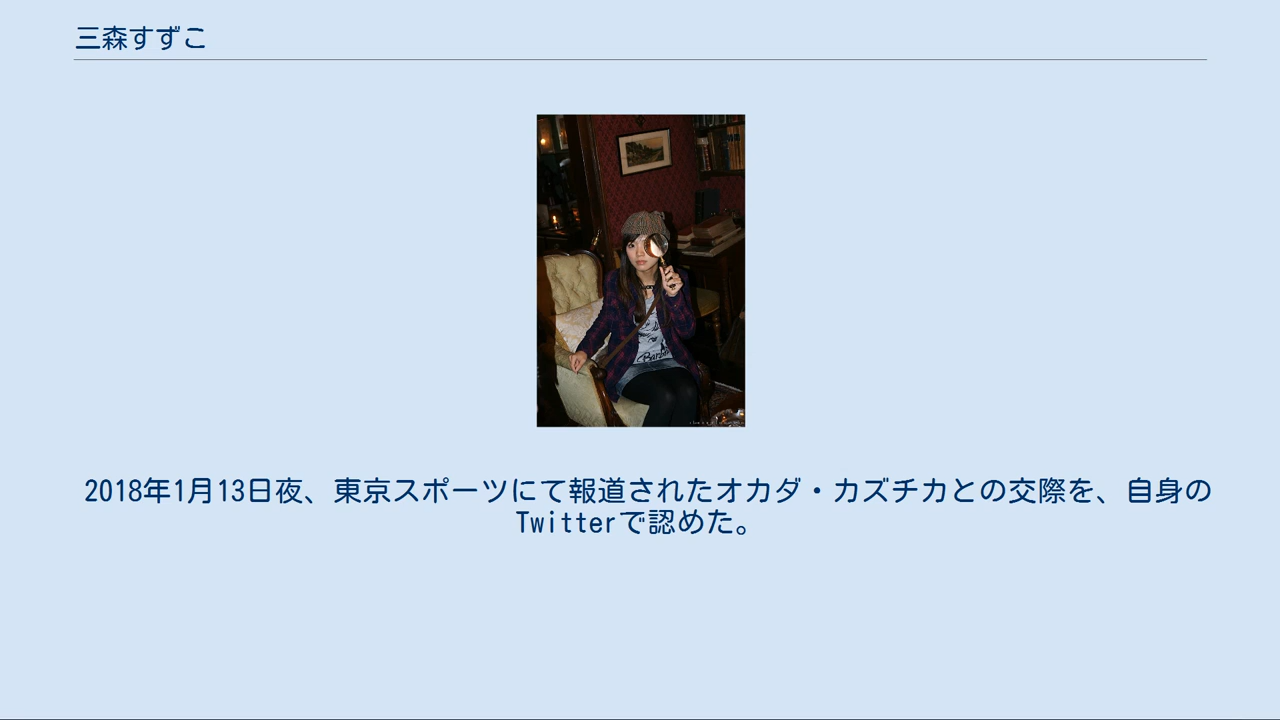 三森すずこ
2018年1月13日夜、東京スポーツにて報道されたオカダ・カズチカとの交際を、自身の
Twitterで認めた。